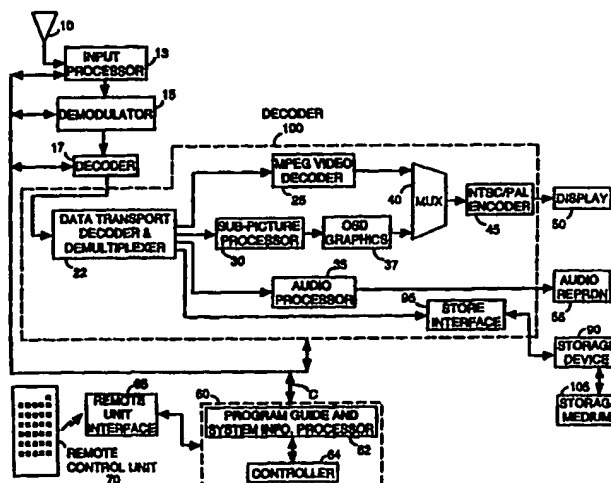 10
INPUT
PROCESSOR
13
DEMODULATOR
15
17
DECODER
DECODER
100
MPEG VIDEO
DECODER
25
40
MUX
NTSC/PAL
ENCODER
45
DISPLAY
50
DATA TRANSPORT
DECODER &
DEMULTIPLEXER
22
SUB-PICTURE
PROCESSOR
30
OSD
GRAPHICS
37
35
AUDIO
PROCESSOR
AUDIO
REPRDN
55
95
STORE
INTERFACE
90
STORAGE
DEVICE
105
STORAGE
MEDIUM
C
65
REMOTE
UNIT
INTERFACE
REMOTE
CONTROL UNIT
70
60
PROGRAM GUIDE AND
SYSTEM INFO. PROCESSOR
62
64
CONTROLLER